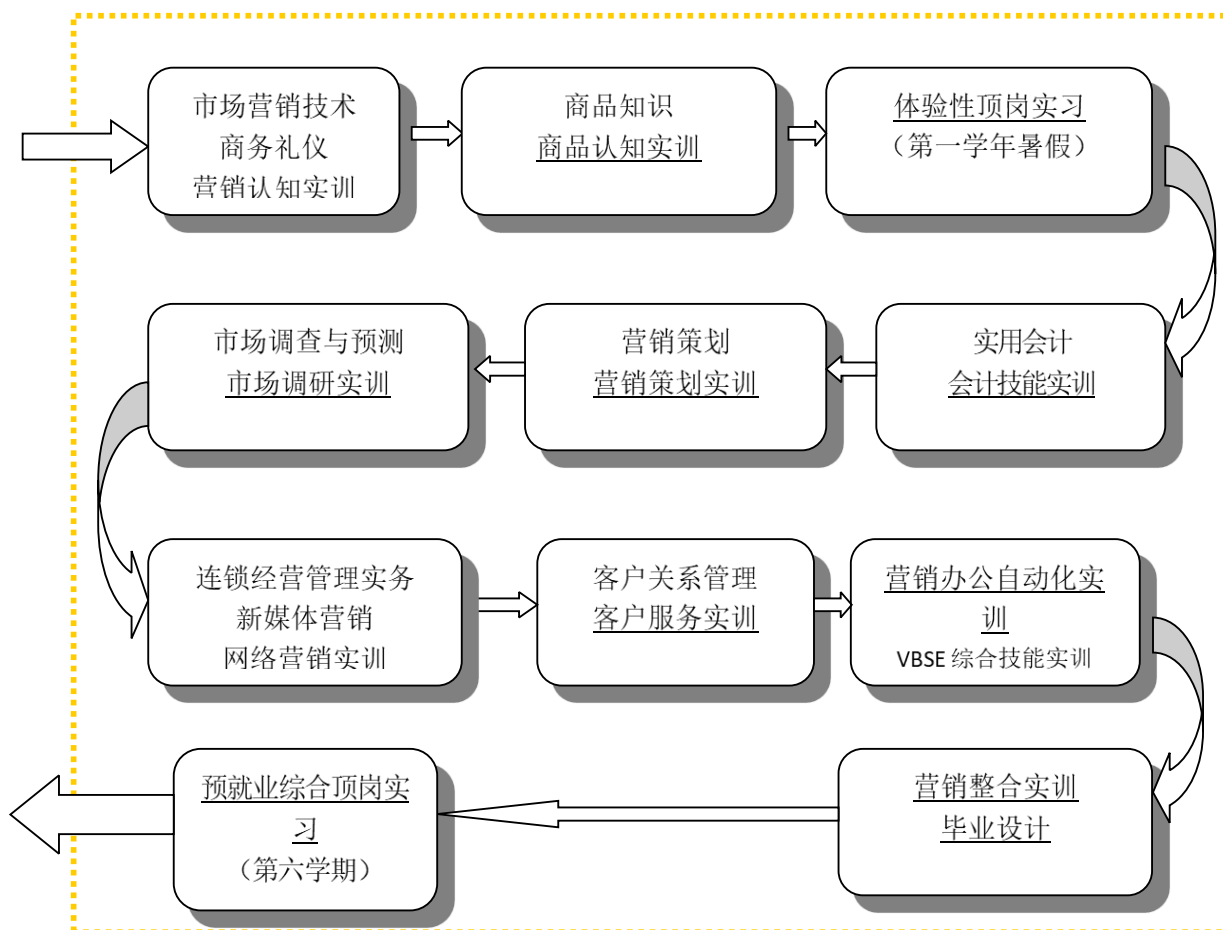 市场营销技术
商务礼仪
营销认知实训
商品知识
商品认知实训
体验性顶岗实习
（第一学年暑假）
市场调查与预测
市场调研实训
营销策划
营销策划实训
实用会计
会计技能实训
连锁经营管理实务
新媒体营销
网络营销实训
客户关系管理
客户服务实训
营销办公自动化实
训
VBSE 综合技能实训
预就业综合顶岗实
习
（第六学期）
营销整合实训
毕业设计